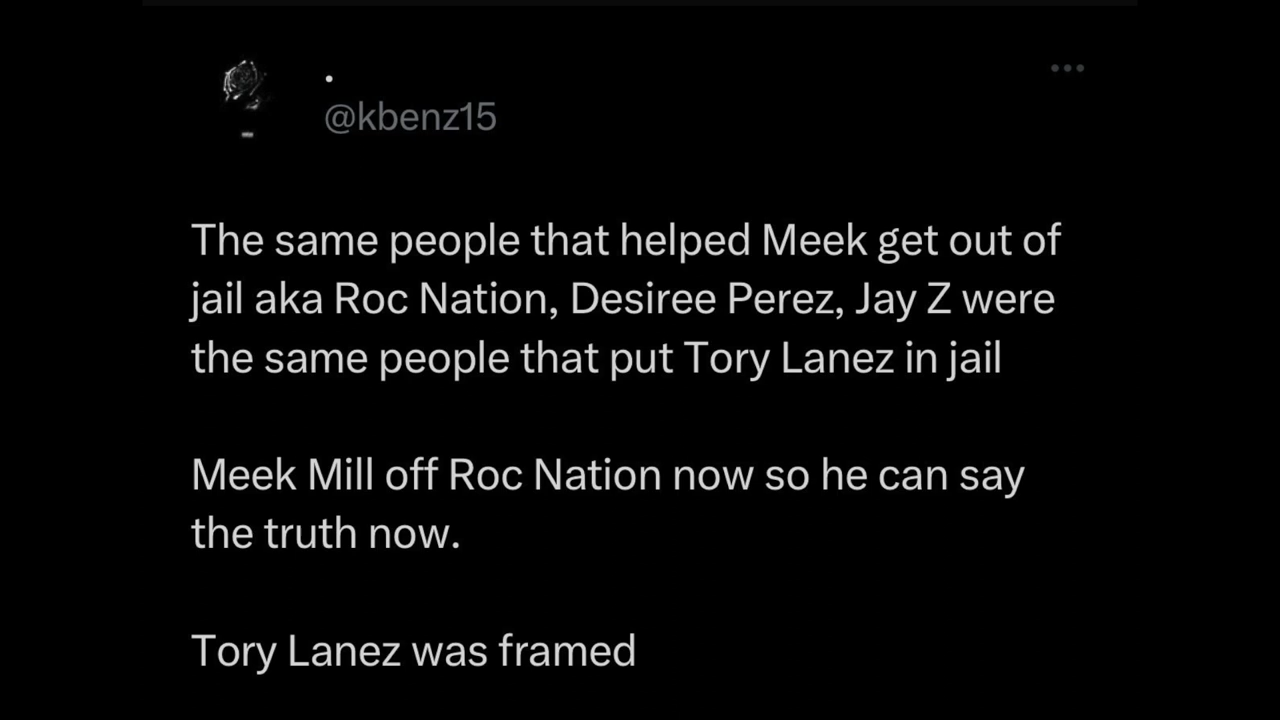 .
@kbenz15
The same people that helped Meek get out of
jail aka Roc Nation, Desiree Perez, Jay Z were
the same people that put Tory Lanez in jail
Meek Mill off Roc Nation now so he can say
the truth now.
Tory Lanez was framed